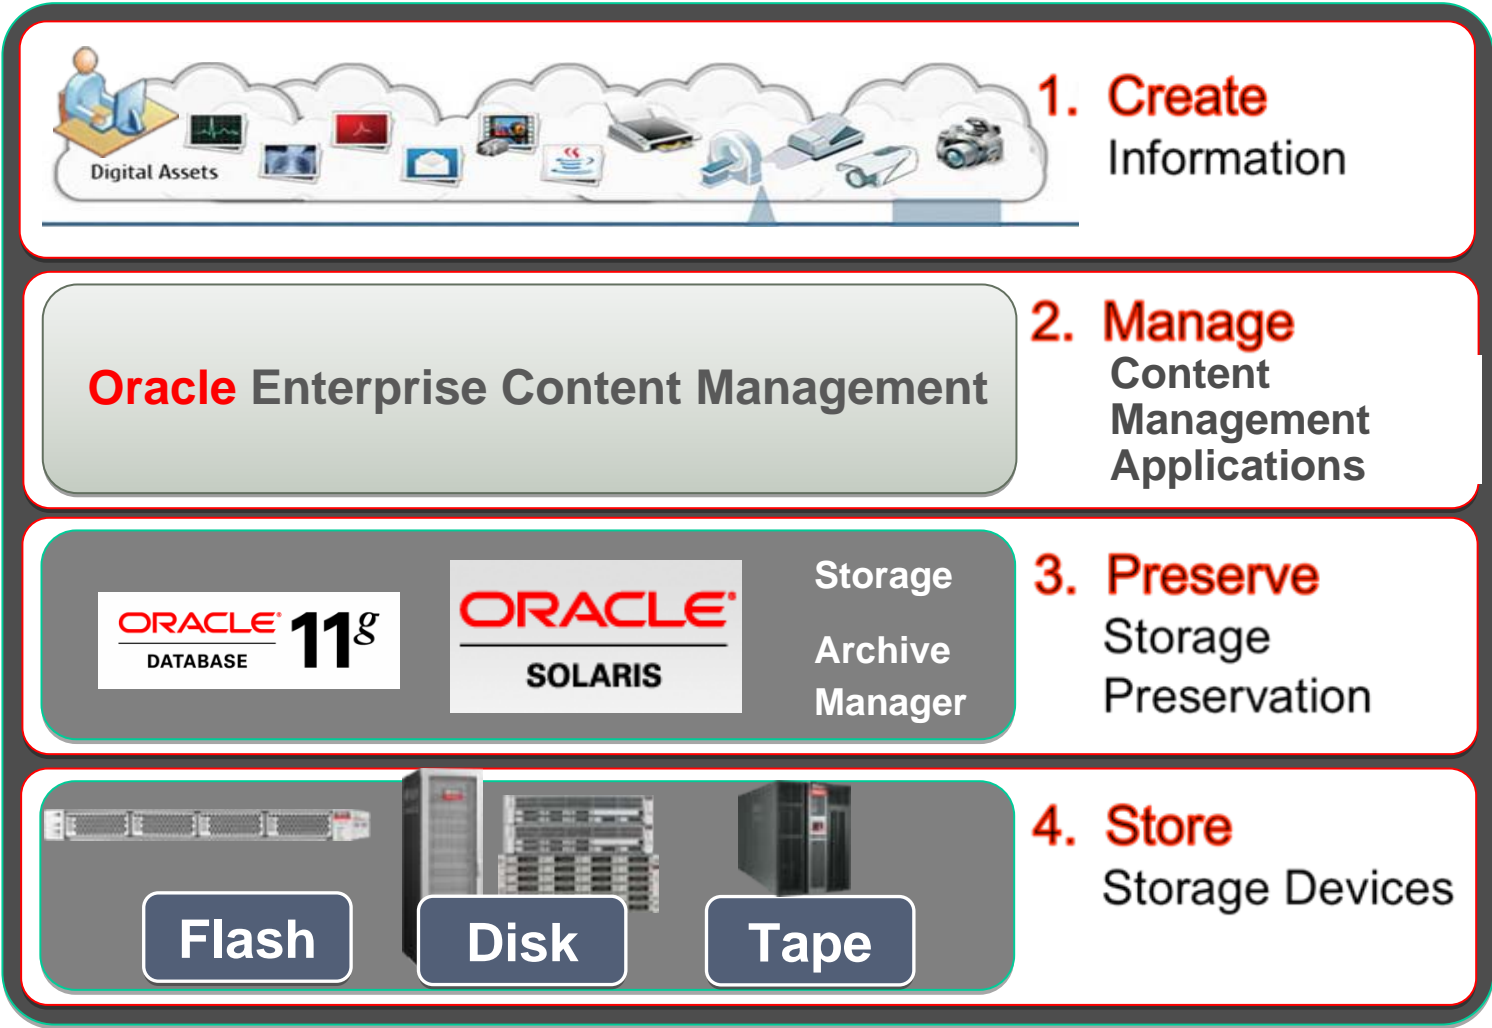 Digital Assets
1. Create
Information
Oracle Enterprise Content Management
2. Manage
Content
Management
Applications
ORACLE®
DATABASE
11g
ORACLE®
SOLARIS
Storage
Archive
Manager
3. Preserve
Storage
Preservation
Flash
Disk
Tape
4. Store
Storage Devices